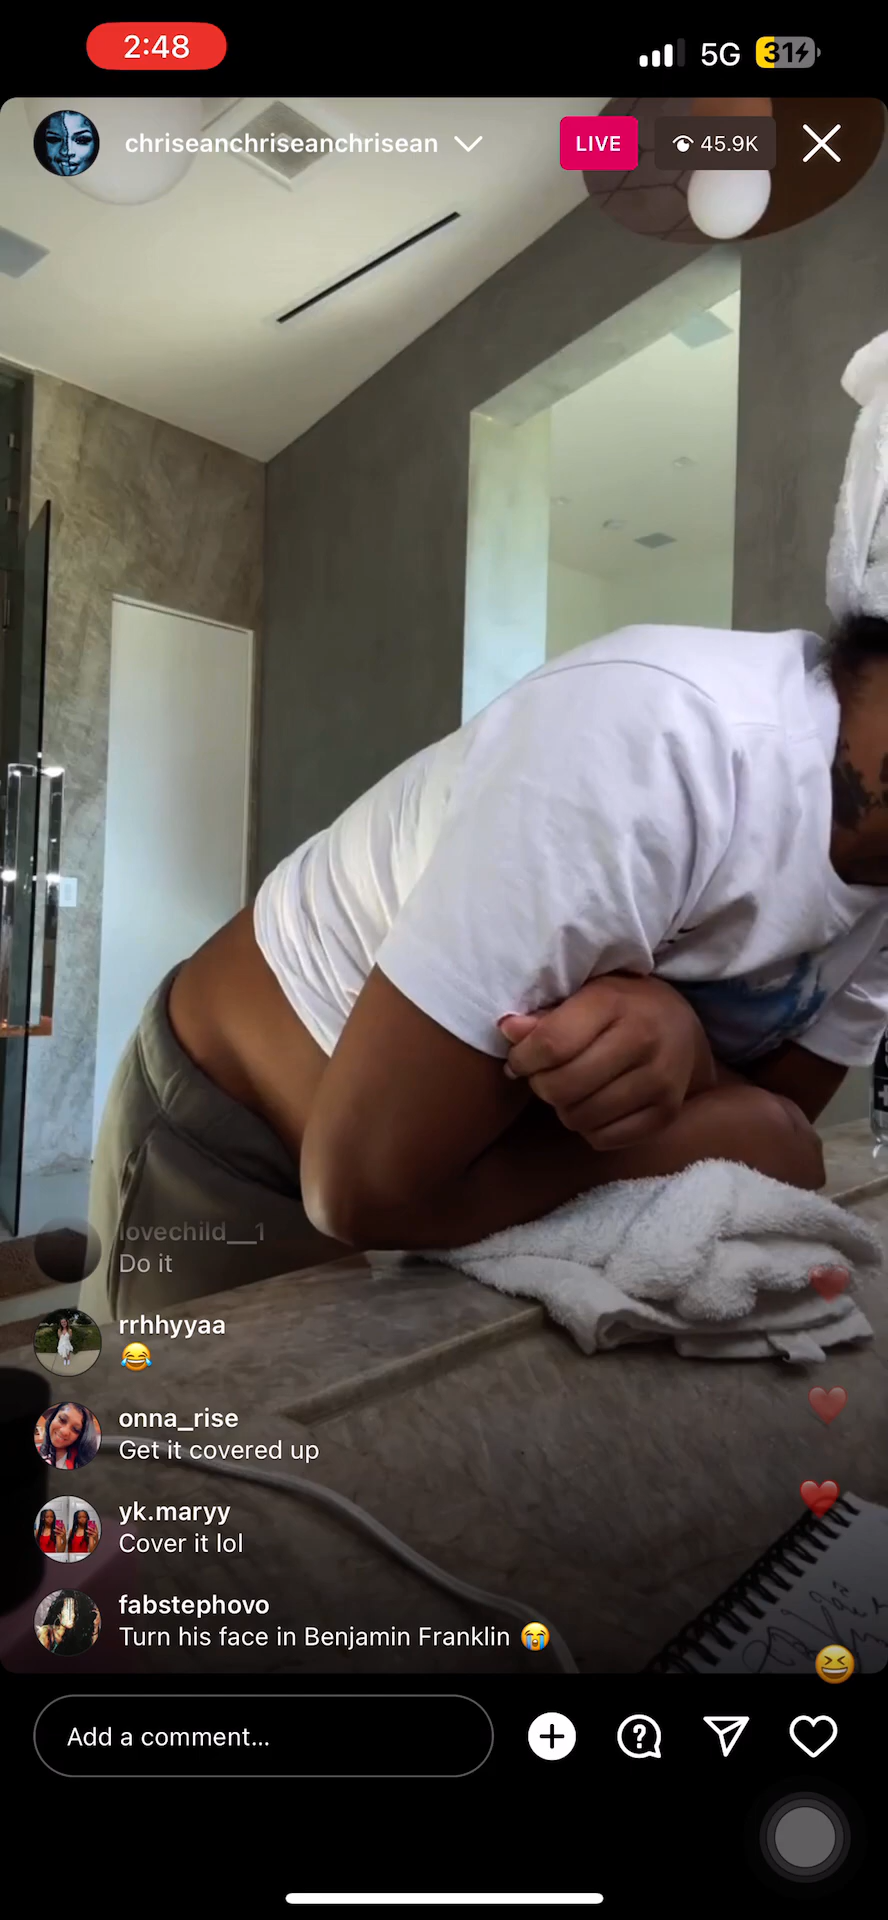 2:48
5G
31
chriseanchriseanchrisean
LIVE
45.9K
lovechild__1
Do it
rrhhyyaa
😂
onna_rise
Get it covered up
yk.maryy
Cover it lol
fabstephovo
Turn his face in Benjamin Franklin 😭
Add a comment...